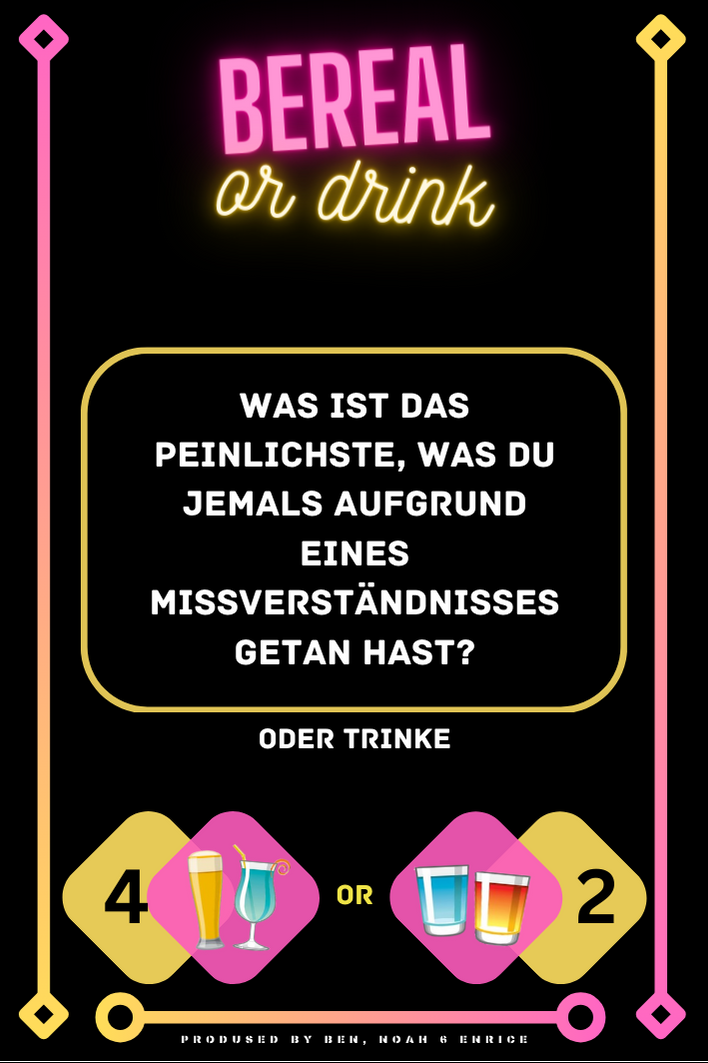 BEREAL
or drink
WAS IST DAS
PEINLICHSTE, WAS DU
JEMALS AUFGRUND
EINES
MISSVERSTÄNDNISSES
GETAN HAST?
ODER TRINKE
4 OR 2
PRODUSED BY BEN, NOAH & ENRICE